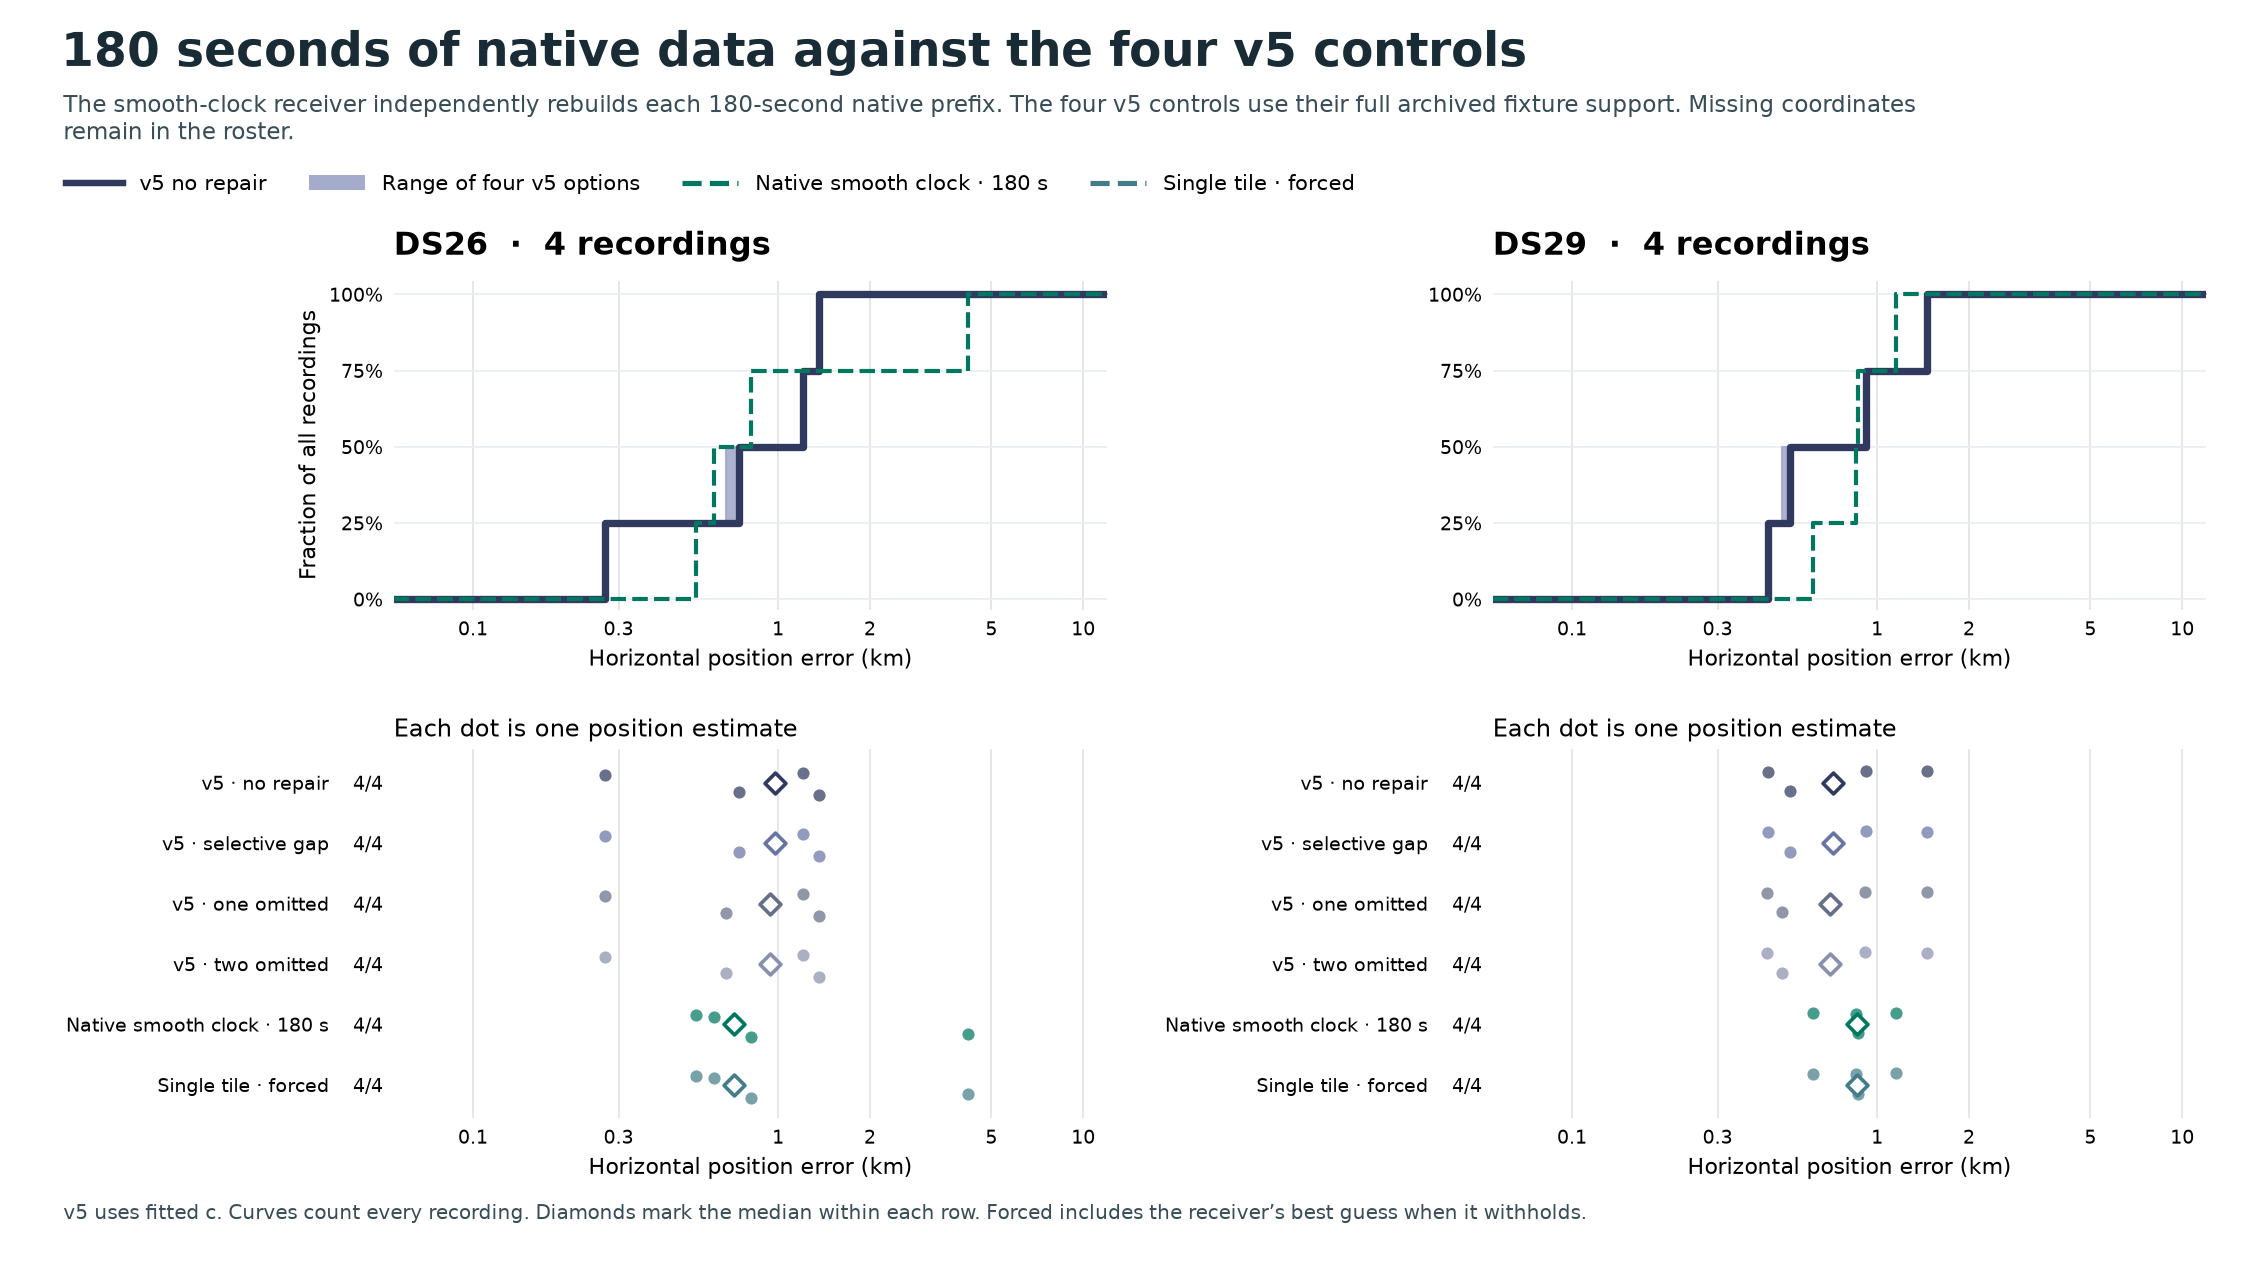 180 seconds of native data against the four v5 controls
The smooth-clock receiver independently rebuilds each 180-second native prefix. The four v5 controls use their full archived fixture support. Missing coordinates
remain in the roster.
v5 no repair
Range of four v5 options
Native smooth clock · 180 s
Single tile · forced
DS26 · 4 recordings
Fraction of all recordings
100%
75%
50%
25%
0%
0.1 0.3 1 2 5 10
Horizontal position error (km)
DS29 · 4 recordings
100%
75%
50%
25%
0%
0.1 0.3 1 2 5 10
Horizontal position error (km)
Each dot is one position estimate
v5 · no repair 4/4
v5 · selective gap 4/4
v5 · one omitted 4/4
v5 · two omitted 4/4
Native smooth clock · 180 s 4/4
Single tile · forced 4/4
0.1 0.3 1 2 5 10
Horizontal position error (km)
Each dot is one position estimate
v5 · no repair 4/4
v5 · selective gap 4/4
v5 · one omitted 4/4
v5 · two omitted 4/4
Native smooth clock · 180 s 4/4
Single tile · forced 4/4
0.1 0.3 1 2 5 10
Horizontal position error (km)
v5 uses fitted c. Curves count every recording. Diamonds mark the median within each row. Forced includes the receiver’s best guess when it withholds.